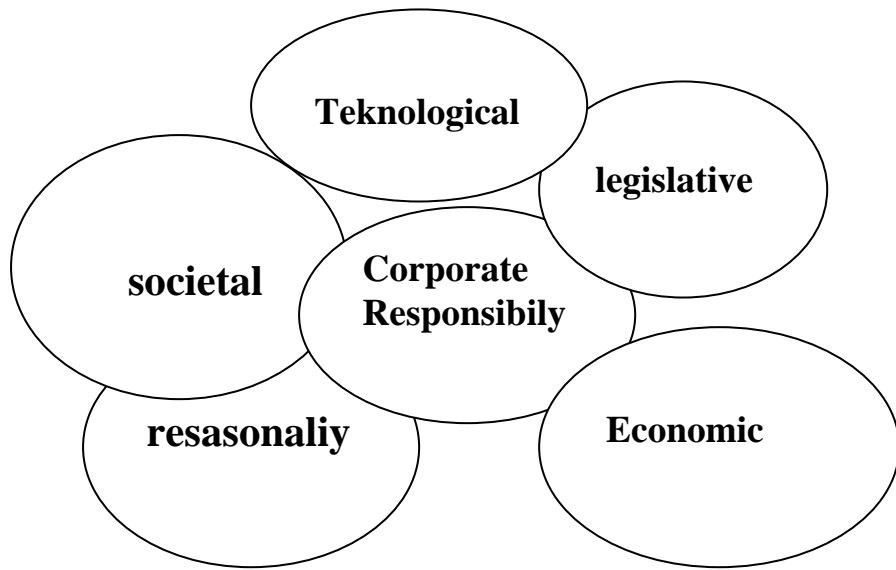 Teknological
legislative
societal
Corporate
Responsibily
resasonaliy
Economic